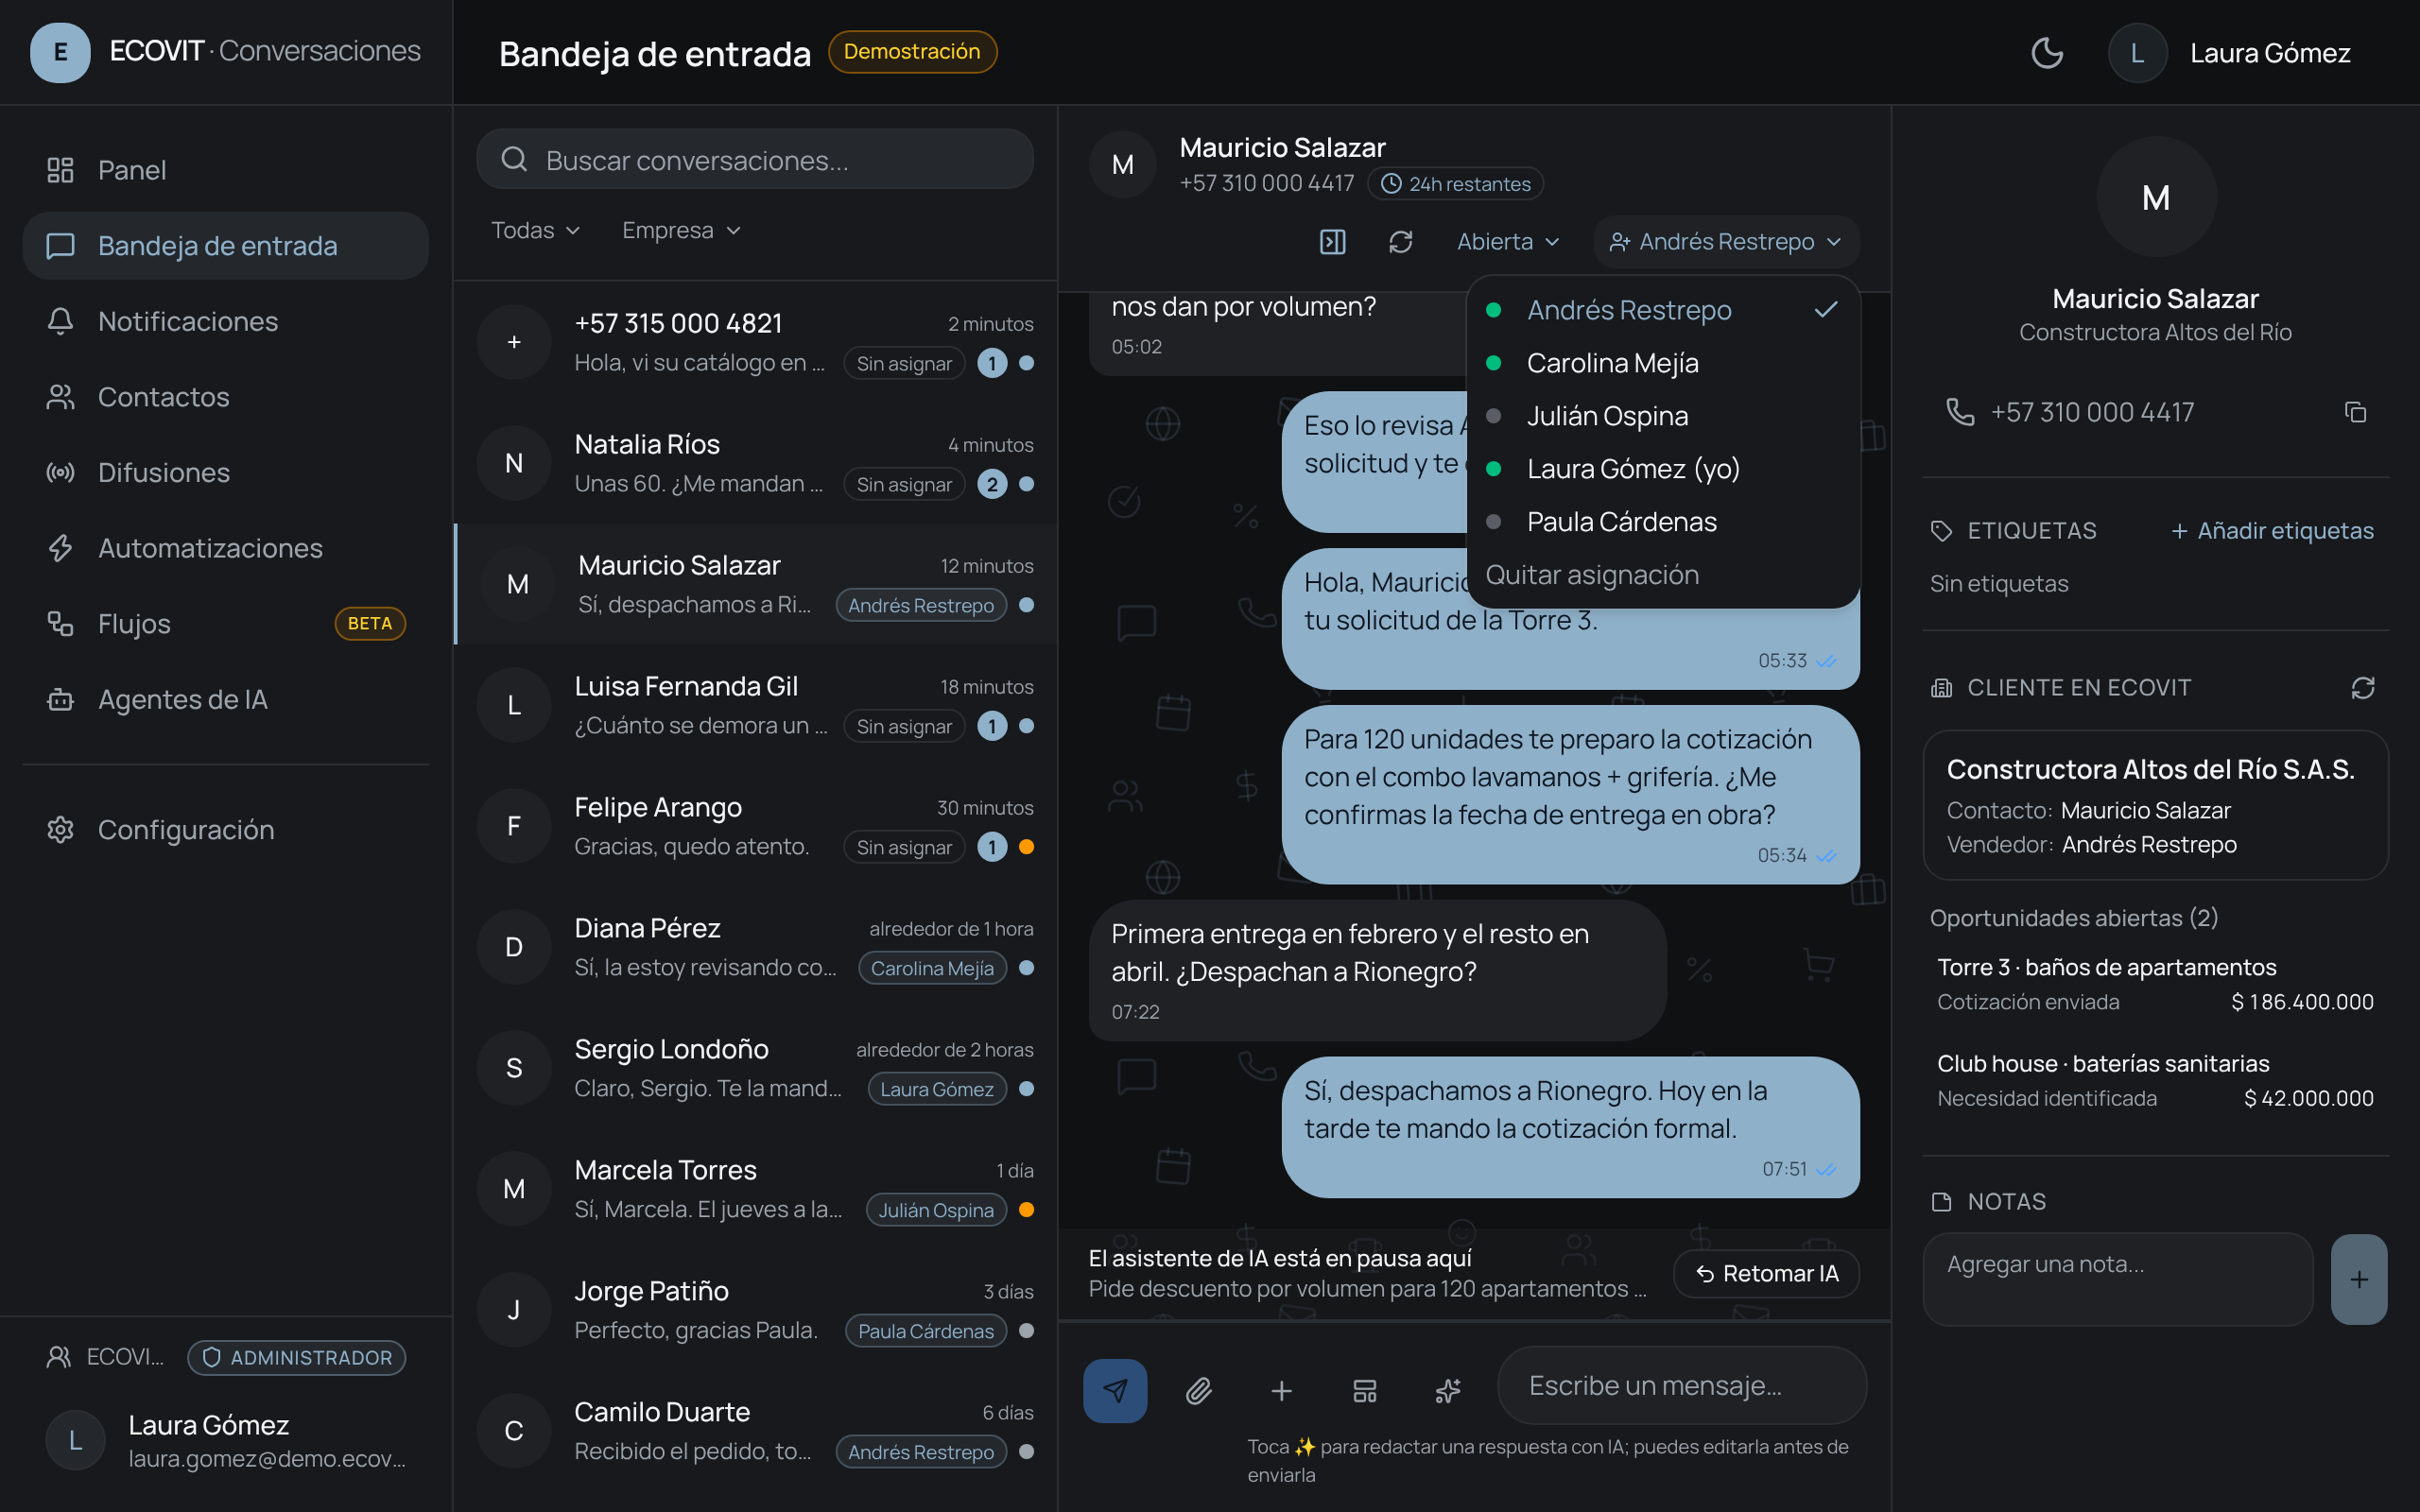 E
ECOVIT · Conversaciones
Panel
Bandeja de entrada
Notificaciones
Contactos
Difusiones
Automatizaciones
Flujos
BETA
Agentes de IA
Configuración
ECOVI...
ADMINISTRADOR
L
Laura Gómez
laura.gomez@demo.ecov...
Bandeja de entrada
Demostración
L
Laura Gómez
Buscar conversaciones...
Todas
Empresa
+
+57 315 000 4821
2 minutos
Hola, vi su catálogo en ...
Sin asignar
1
N
Natalia Ríos
4 minutos
Unas 60. ¿Me mandan ...
Sin asignar
2
M
Mauricio Salazar
12 minutos
Sí, despachamos a Ri...
Andrés Restrepo
L
Luisa Fernanda Gil
18 minutos
¿Cuánto se demora un ...
Sin asignar
1
F
Felipe Arango
30 minutos
Gracias, quedo atento.
Sin asignar
1
D
Diana Pérez
alrededor de 1 hora
Sí, la estoy revisando co...
Carolina Mejía
S
Sergio Londoño
alrededor de 2 horas
Claro, Sergio. Te la mand...
Laura Gómez
M
Marcela Torres
1 día
Sí, Marcela. El jueves a la...
Julián Ospina
J
Jorge Patiño
3 días
Perfecto, gracias Paula.
Paula Cárdenas
C
Camilo Duarte
6 días
Recibido el pedido, to...
Andrés Restrepo
M
Mauricio Salazar
+57 310 000 4417
24h restantes
Abierta
Andrés Restrepo
Andrés Restrepo
Carolina Mejía
Julián Ospina
Laura Gómez (yo)
Paula Cárdenas
Quitar asignación
nos dan por volumen?
05:02
Eso lo revisa
solicitud y te
Hola, Mauricio
tu solicitud de la Torre 3.
05:33
Para 120 unidades te preparo la cotización
con el combo lavamanos + grifería. ¿Me
confirmas la fecha de entrega en obra?
05:34
Primera entrega en febrero y el resto en
abril. ¿Despachan a Rionegro?
07:22
Sí, despachamos a Rionegro. Hoy en la
tarde te mando la cotización formal.
07:51
El asistente de IA está en pausa aquí
Pide descuento por volumen para 120 apartamentos ...
Retomar IA
Escribe un mensaje...
Toca ✨ para redactar una respuesta con IA; puedes editarla antes de
enviarla
M
Mauricio Salazar
Constructora Altos del Río
+57 310 000 4417
ETIQUETAS
+ Añadir etiquetas
Sin etiquetas
CLIENTE EN ECOVIT
Constructora Altos del Río S.A.S.
Contacto: Mauricio Salazar
Vendedor: Andrés Restrepo
Oportunidades abiertas (2)
Torre 3 · baños de apartamentos
Cotización enviada
$ 186.400.000
Club house · baterías sanitarias
Necesidad identificada
$ 42.000.000
NOTAS
Agregar una nota...
+